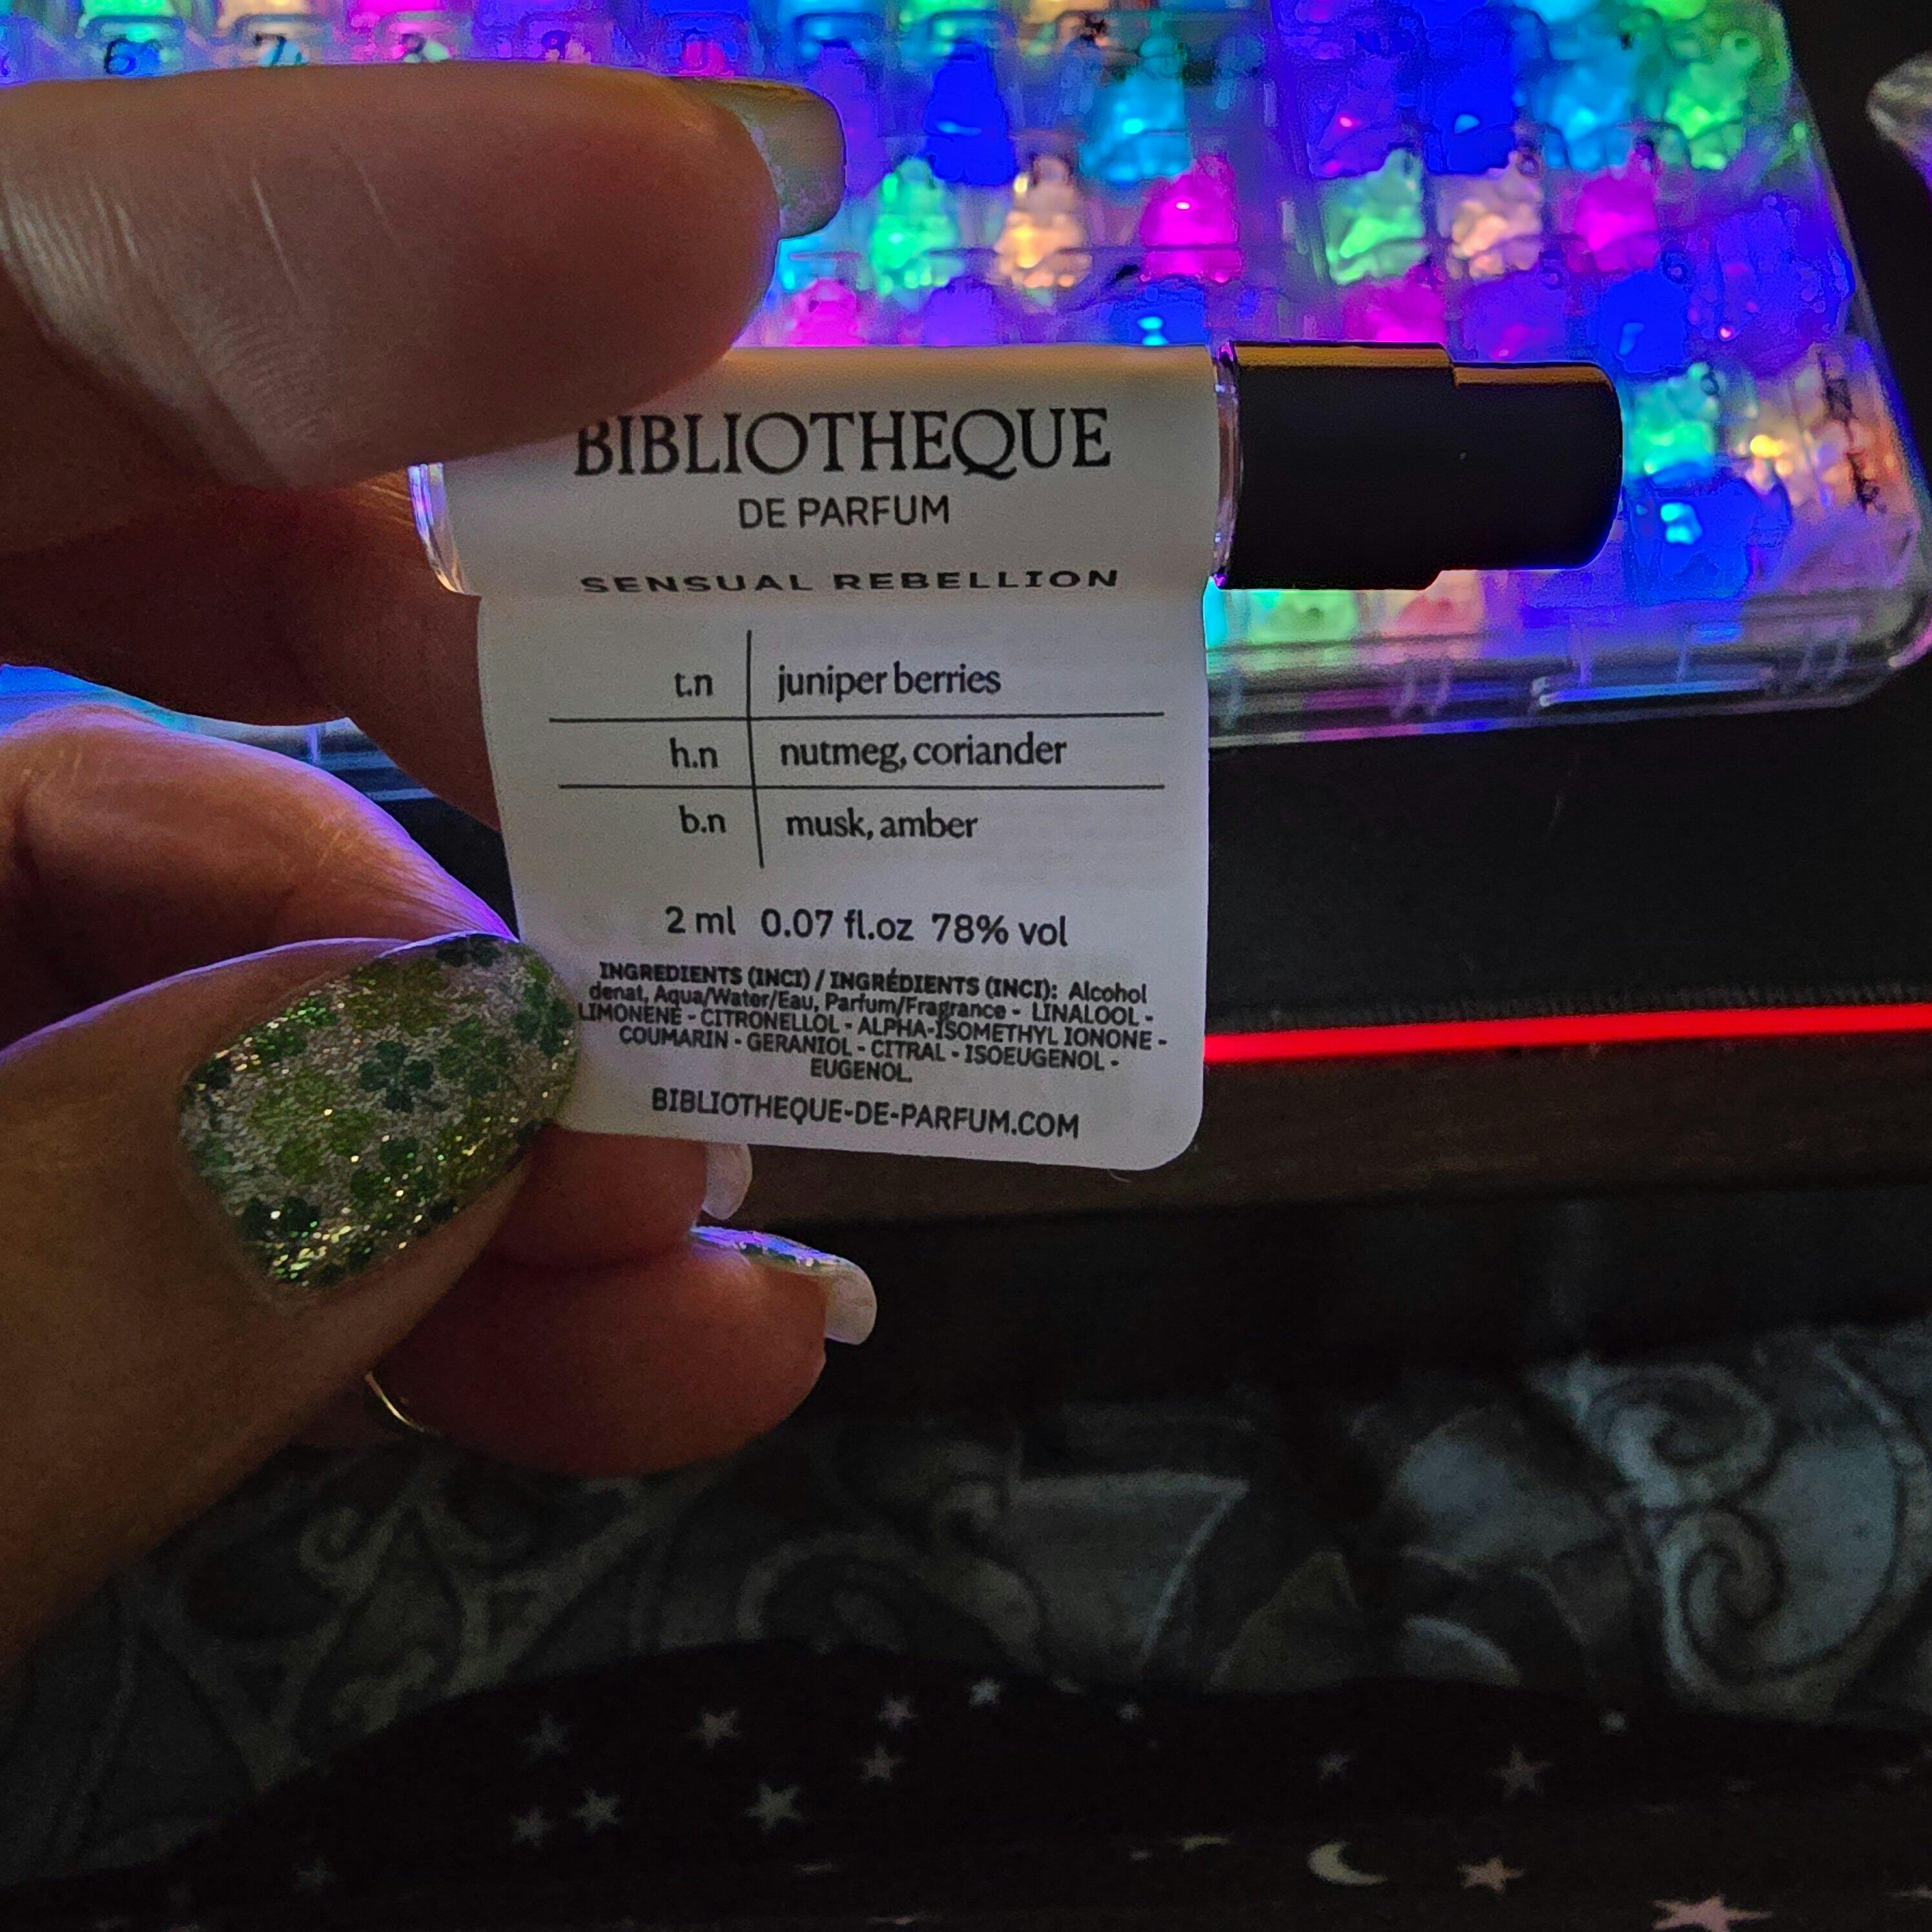 6 7
BIBLIOTHEQUE
DE PARFUM
SENSUAL REBELLION
t.n juniper berries
h.n nutmeg, coriander
b.n musk, amber
2 ml 0.07 fl.oz 78% vol
INGREDIENTS (INCI) / INGRÉDIENTS (INCI): Alcohol
denat, Aqua/Water/Eau, Parfum/Fragrance - LINALOOL -
LIMONENE - CITRONELLOL - ALPHA-ISOMETHYL IONONE -
COUMARIN - GERANIOL - CITRAL - ISOEUGENOL -
EUGENOL.
BIBLIOTHEQUE-DE-PARFUM.COM